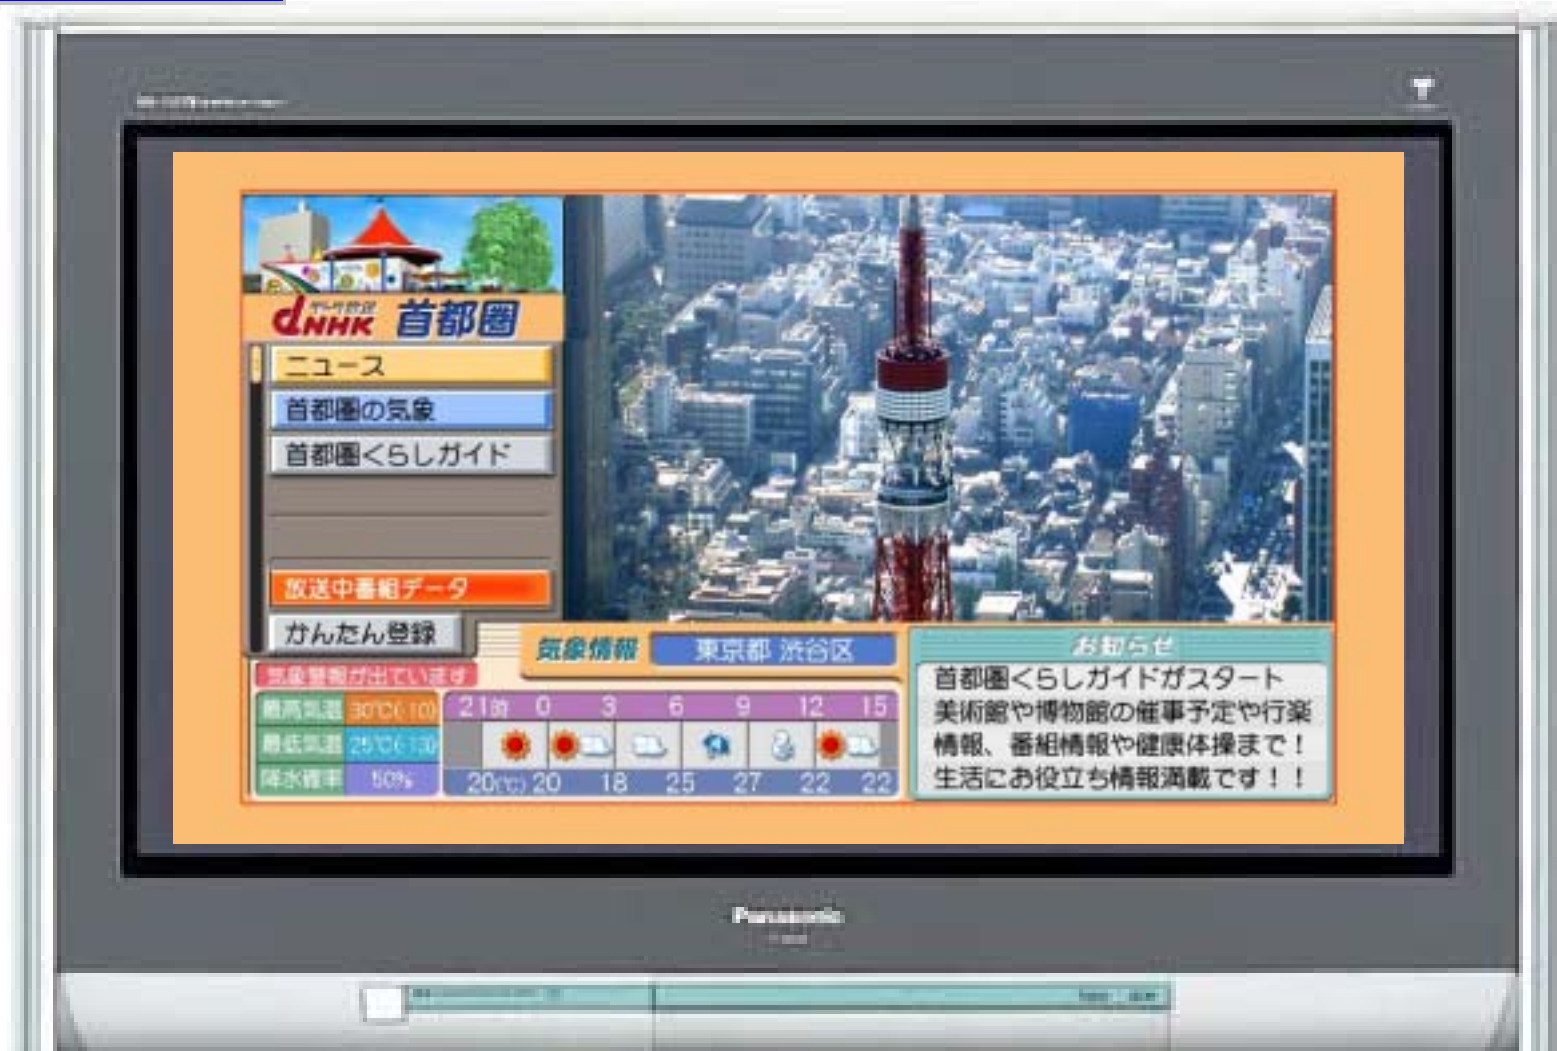 データ放送
dNHK 首都圏
ニュース
首都圏の気象
首都圏くらしガイド
放送中番組データ
かんたん登録
気象情報 東京都 渋谷区
気象警報が出ています
最高気温 30℃(-10)
最低気温 25℃(-13)
降水確率 50%
21時 0 3 6 9 12 15
20(℃) 20 18 25 27 22 22
お知らせ
首都圏くらしガイドがスタート
美術館や博物館の催事予定や行楽
情報、番組情報や健康体操まで!
生活にお役立ち情報満載です!!
Panasonic